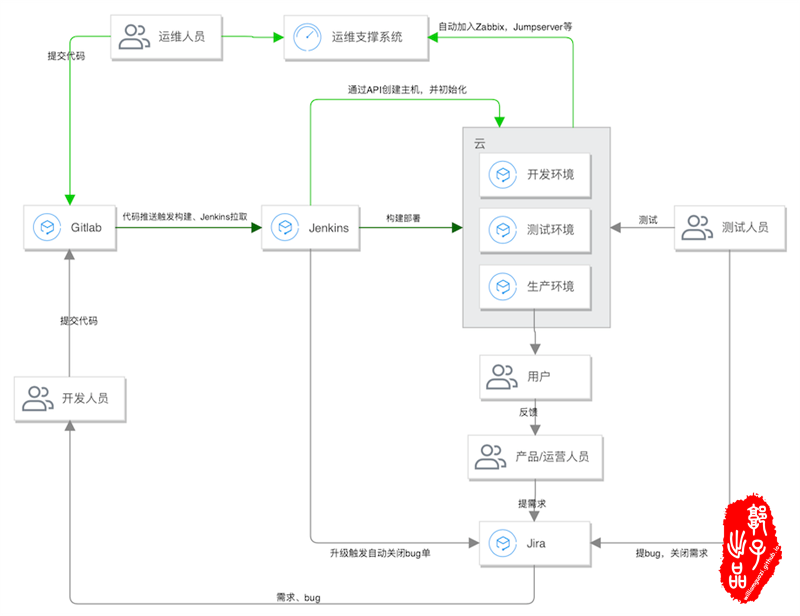 运维人员
运维支撑系统
自动加入Zabbix，Jumpserver等
提交代码
通过API创建主机，并初始化
云
开发环境
Gitlab
代码推送触发构建、Jenkins拉取
Jenkins
构建部署
测试环境
测试
测试人员
生产环境
提交代码
用户
开发人员
反馈
产品/运营人员
提需求
Jira
升级触发自动关闭bug单
提bug，关闭需求
需求、bug
郭子
出品
williamguozi.github.io